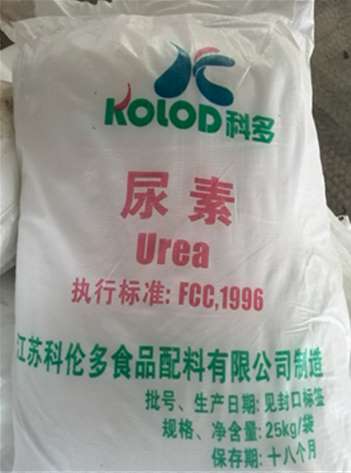 KOLOD科多
尿素
Urea
执行标准: FCC,1996
江苏科伦多食品配料有限公司制造
批号、生产日期: 见封口标签
规格、净含量: 25kg/袋
保存期: 十八个月